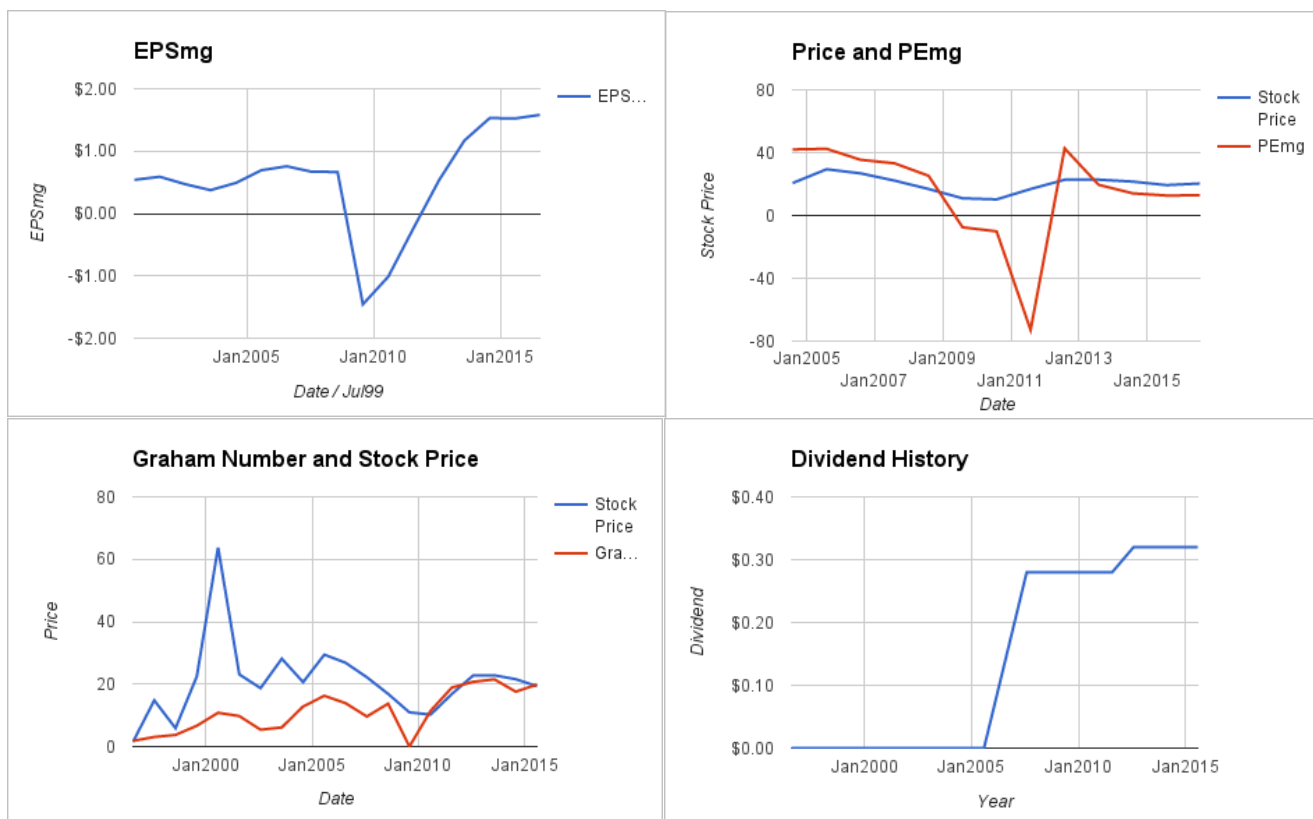 EPSmg
$2.00
$1.00
$0.00
-$1.00
-$2.00
EPSmg
Jan2005
Jan2010
Jan2015
Date / Jul99
EPS...
Price and PEmg
80
40
0
-40
-80
Stock Price
Jan2005
Jan2009
Jan2013
Jan2007
Jan2011
Jan2015
Date
Stock
Price
PEmg
Graham Number and Stock Price
80
60
40
20
0
Price
Jan2000
Jan2005
Jan2010
Jan2015
Date
Stock
Price
Gra...
Dividend History
$0.40
$0.30
$0.20
$0.10
$0.00
Dividend
Jan2000
Jan2005
Jan2010
Jan2015
Year